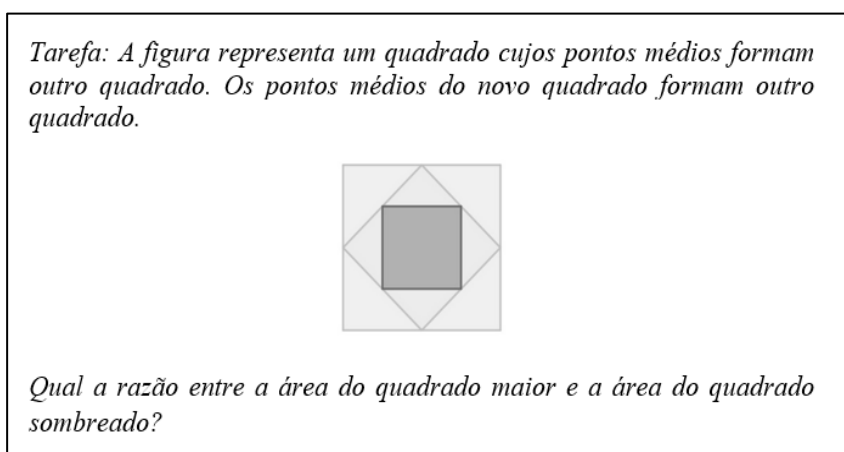 Tarefa: A figura representa um quadrado cujos pontos médios formam
outro quadrado. Os pontos médios do novo quadrado formam outro
quadrado.
Qual a razão entre a área do quadrado maior e a área do quadrado
sombreado?